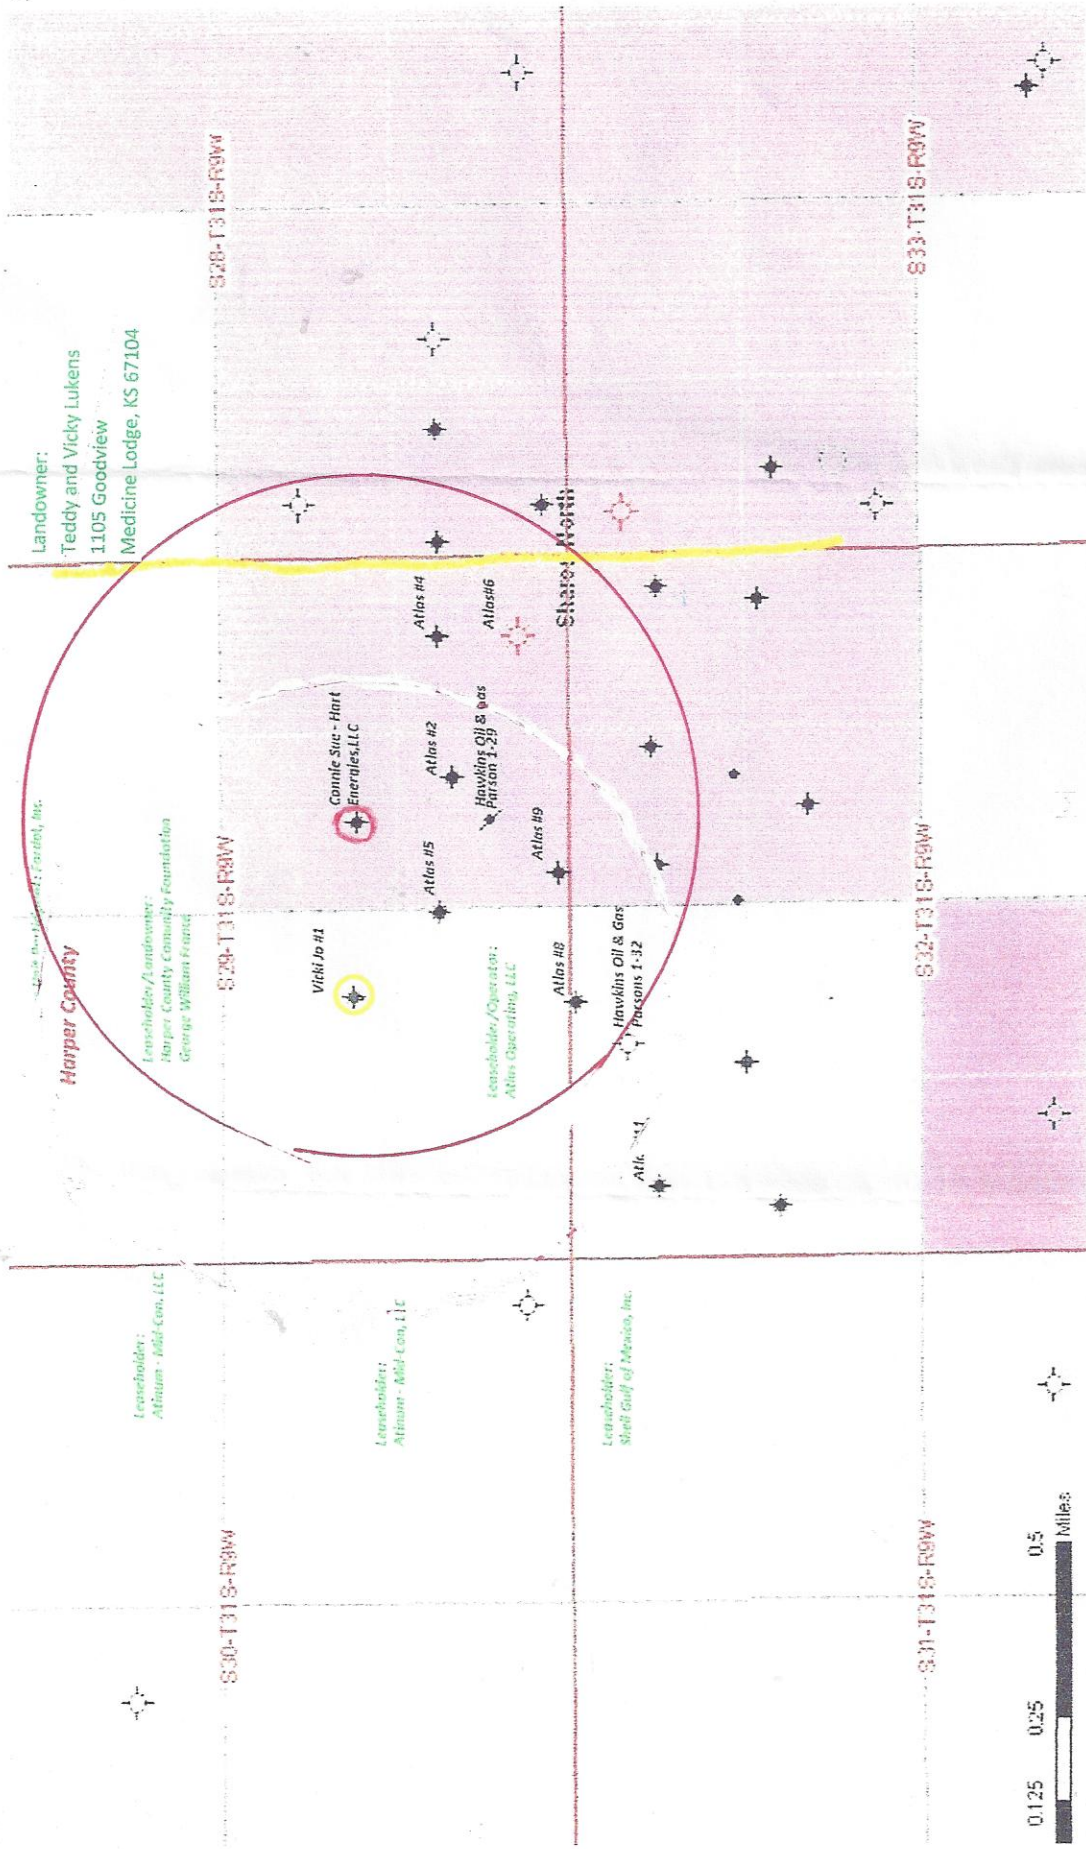 Landowner:
Teddy and Vicky Lukens
1105 Goodview
Medicine Lodge, KS 67104
Harper County
Leaseholder/Landowner:
Harper County Community Foundation
George William France
S30-T31S-R9W
S29-T31S-R9W
S28-T31S-R9W
Leaseholder:
Atinum - Mid-Con, LLC
Vicki Jo #1
Connie Sue - Hart
Energies, LLC
Atlas #5
Atlas #2
Atlas #4
Leaseholder:
Atinum - Mid-Con, LLC
Hawkins Oil & Gas
Parson 1-29
Atlas#6
Leaseholder/Operator:
Atlas Operating, LLC
Atlas #9
Atlas #8
Sharon North
Hawkins Oil & Gas
Parsons 1-32
Leaseholder:
Shell Gulf of Mexico, Inc.
S31-T31S-R9W
S32-T31S-R9W
S33-T31S-R9W
0.125 0.25 0.5
Miles